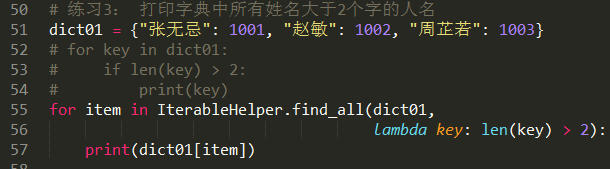 50 # 练习3: 打印字典中所有姓名大于2个字的人名
51 dict01 = {"张无忌": 1001, "赵敏": 1002, "周芷若": 1003}
52 # for key in dict01:
53 #     if len(key) > 2:
54 #         print(key)
55 for item in IterableHelper.find_all(dict01,
56                                     lambda key: len(key) > 2):
57     print(dict01[item])